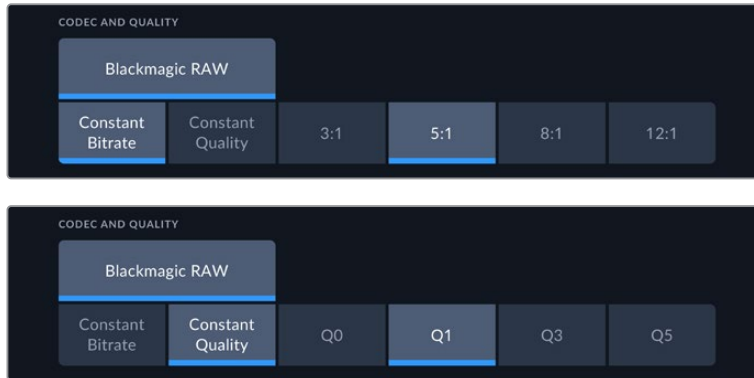 CODEC AND QUALITY
Blackmagic RAW
Constant Bitrate Constant Quality 3:1 5:1 8:1 12:1
CODEC AND QUALITY
Blackmagic RAW
Constant Bitrate Constant Quality Q0 Q1 Q3 Q5